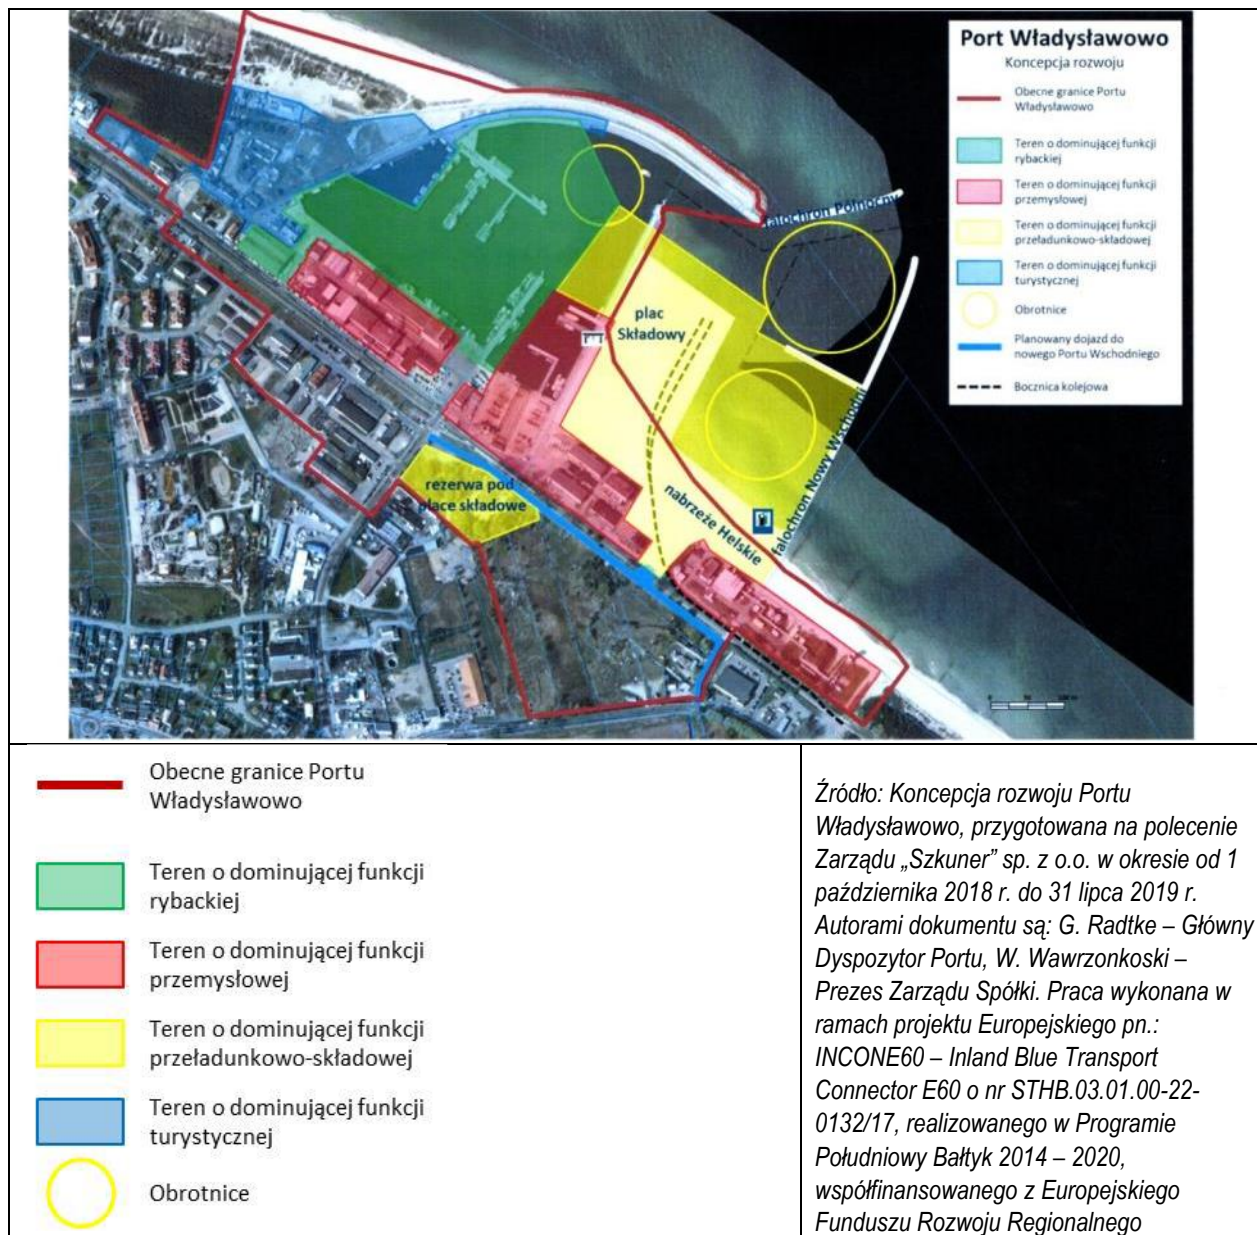 Port Władysławowo
Koncepcja rozwoju
Obecne granice Portu
Władysławowo
Teren o dominującej funkcji
rybackiej
Teren o dominującej funkcji
przemysłowej
Teren o dominującej funkcji
przeładunkowo-składowej
Teren o dominującej funkcji
turystycznej
Obrotnice
Planowany dojazd do
nowego Portu Wschodniego
Bocznica kolejowa
falochron Północny
plac
Składowy
falochron Nowy Wschodni
nabrzeże Helskie
rezerwa pod
place składowe
Obecne granice Portu
Władysławowo
Teren o dominującej funkcji
rybackiej
Teren o dominującej funkcji
przemysłowej
Teren o dominującej funkcji
przeładunkowo-składowej
Teren o dominującej funkcji
turystycznej
Obrotnice
Źródło: Koncepcja rozwoju Portu
Władysławowo, przygotowana na polecenie
Zarządu „Szkuner” sp. z o.o. w okresie od 1
października 2018 r. do 31 lipca 2019 r.
Autorami dokumentu są: G. Radtke – Główny
Dyspozytor Portu, W. Wawrzonkoski –
Prezes Zarządu Spółki. Praca wykonana w
ramach projektu Europejskiego pn.:
INCONE60 – Inland Blue Transport
Connector E60 o nr STHB.03.01.00-22-
0132/17, realizowanego w Programie
Południowy Bałtyk 2014 – 2020,
współfinansowanego z Europejskiego
Funduszu Rozwoju Regionalnego